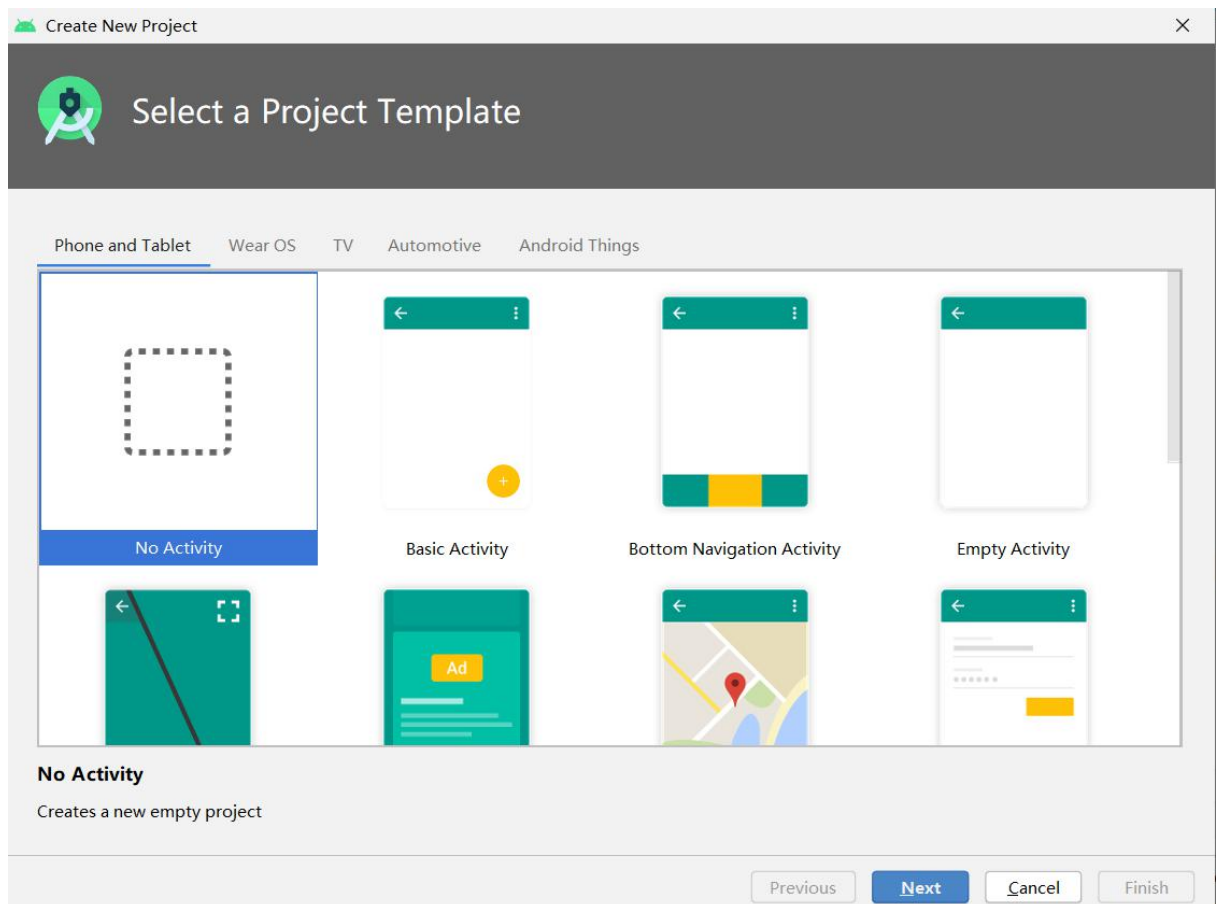 Create New Project
Select a Project Template
Phone and Tablet Wear OS TV Automotive Android Things
No Activity Basic Activity Bottom Navigation Activity Empty Activity
Ad
No Activity
Creates a new empty project
Previous Next Cancel Finish